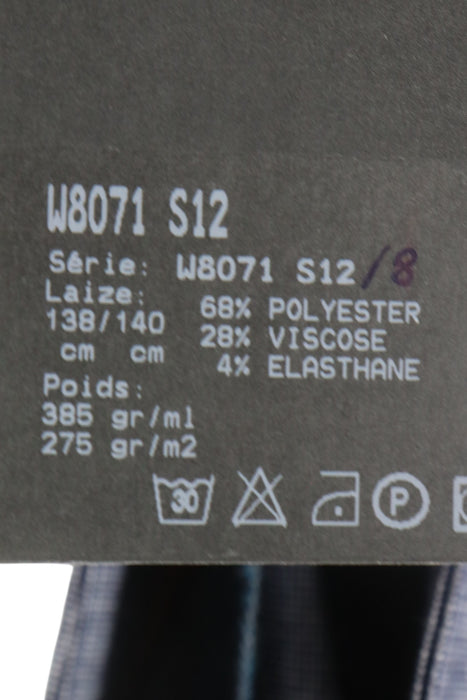 W8071 S12
Série: W8071 S12 /8
Laize: 68% POLYESTER
138/140 28% VISCOSE
cm cm 4% ELASTHANE
Poids:
385 gr/ml
275 gr/m2
30 P